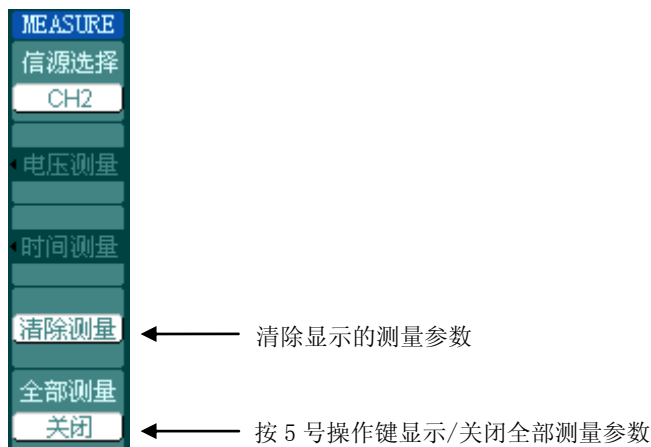 MEASURE
信源选择
CH2
电压测量
时间测量
清除测量
清除显示的测量参数
全部测量
关闭
按 5 号操作键显示/关闭全部测量参数